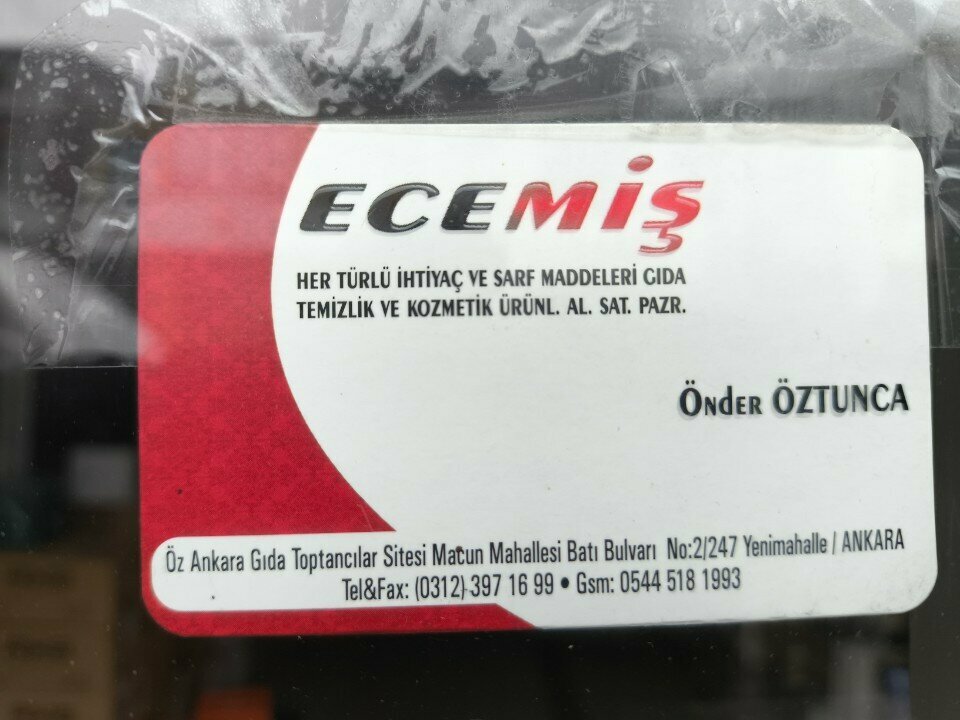 ECEMİŞ
HER TÜRLÜ İHTİYAÇ VE SARF MADDELERİ GIDA
TEMİZLİK VE KOZMETİK ÜRÜNL. AL. SAT. PAZR.
Önder ÖZTUNCA
Öz Ankara Gıda Toptancılar Sitesi Macun Mahallesi Batı Bulvarı No:2/247 Yenimahalle / ANKARA
Tel&Fax: (0312) 397 16 99 • Gsm: 0544 518 1993